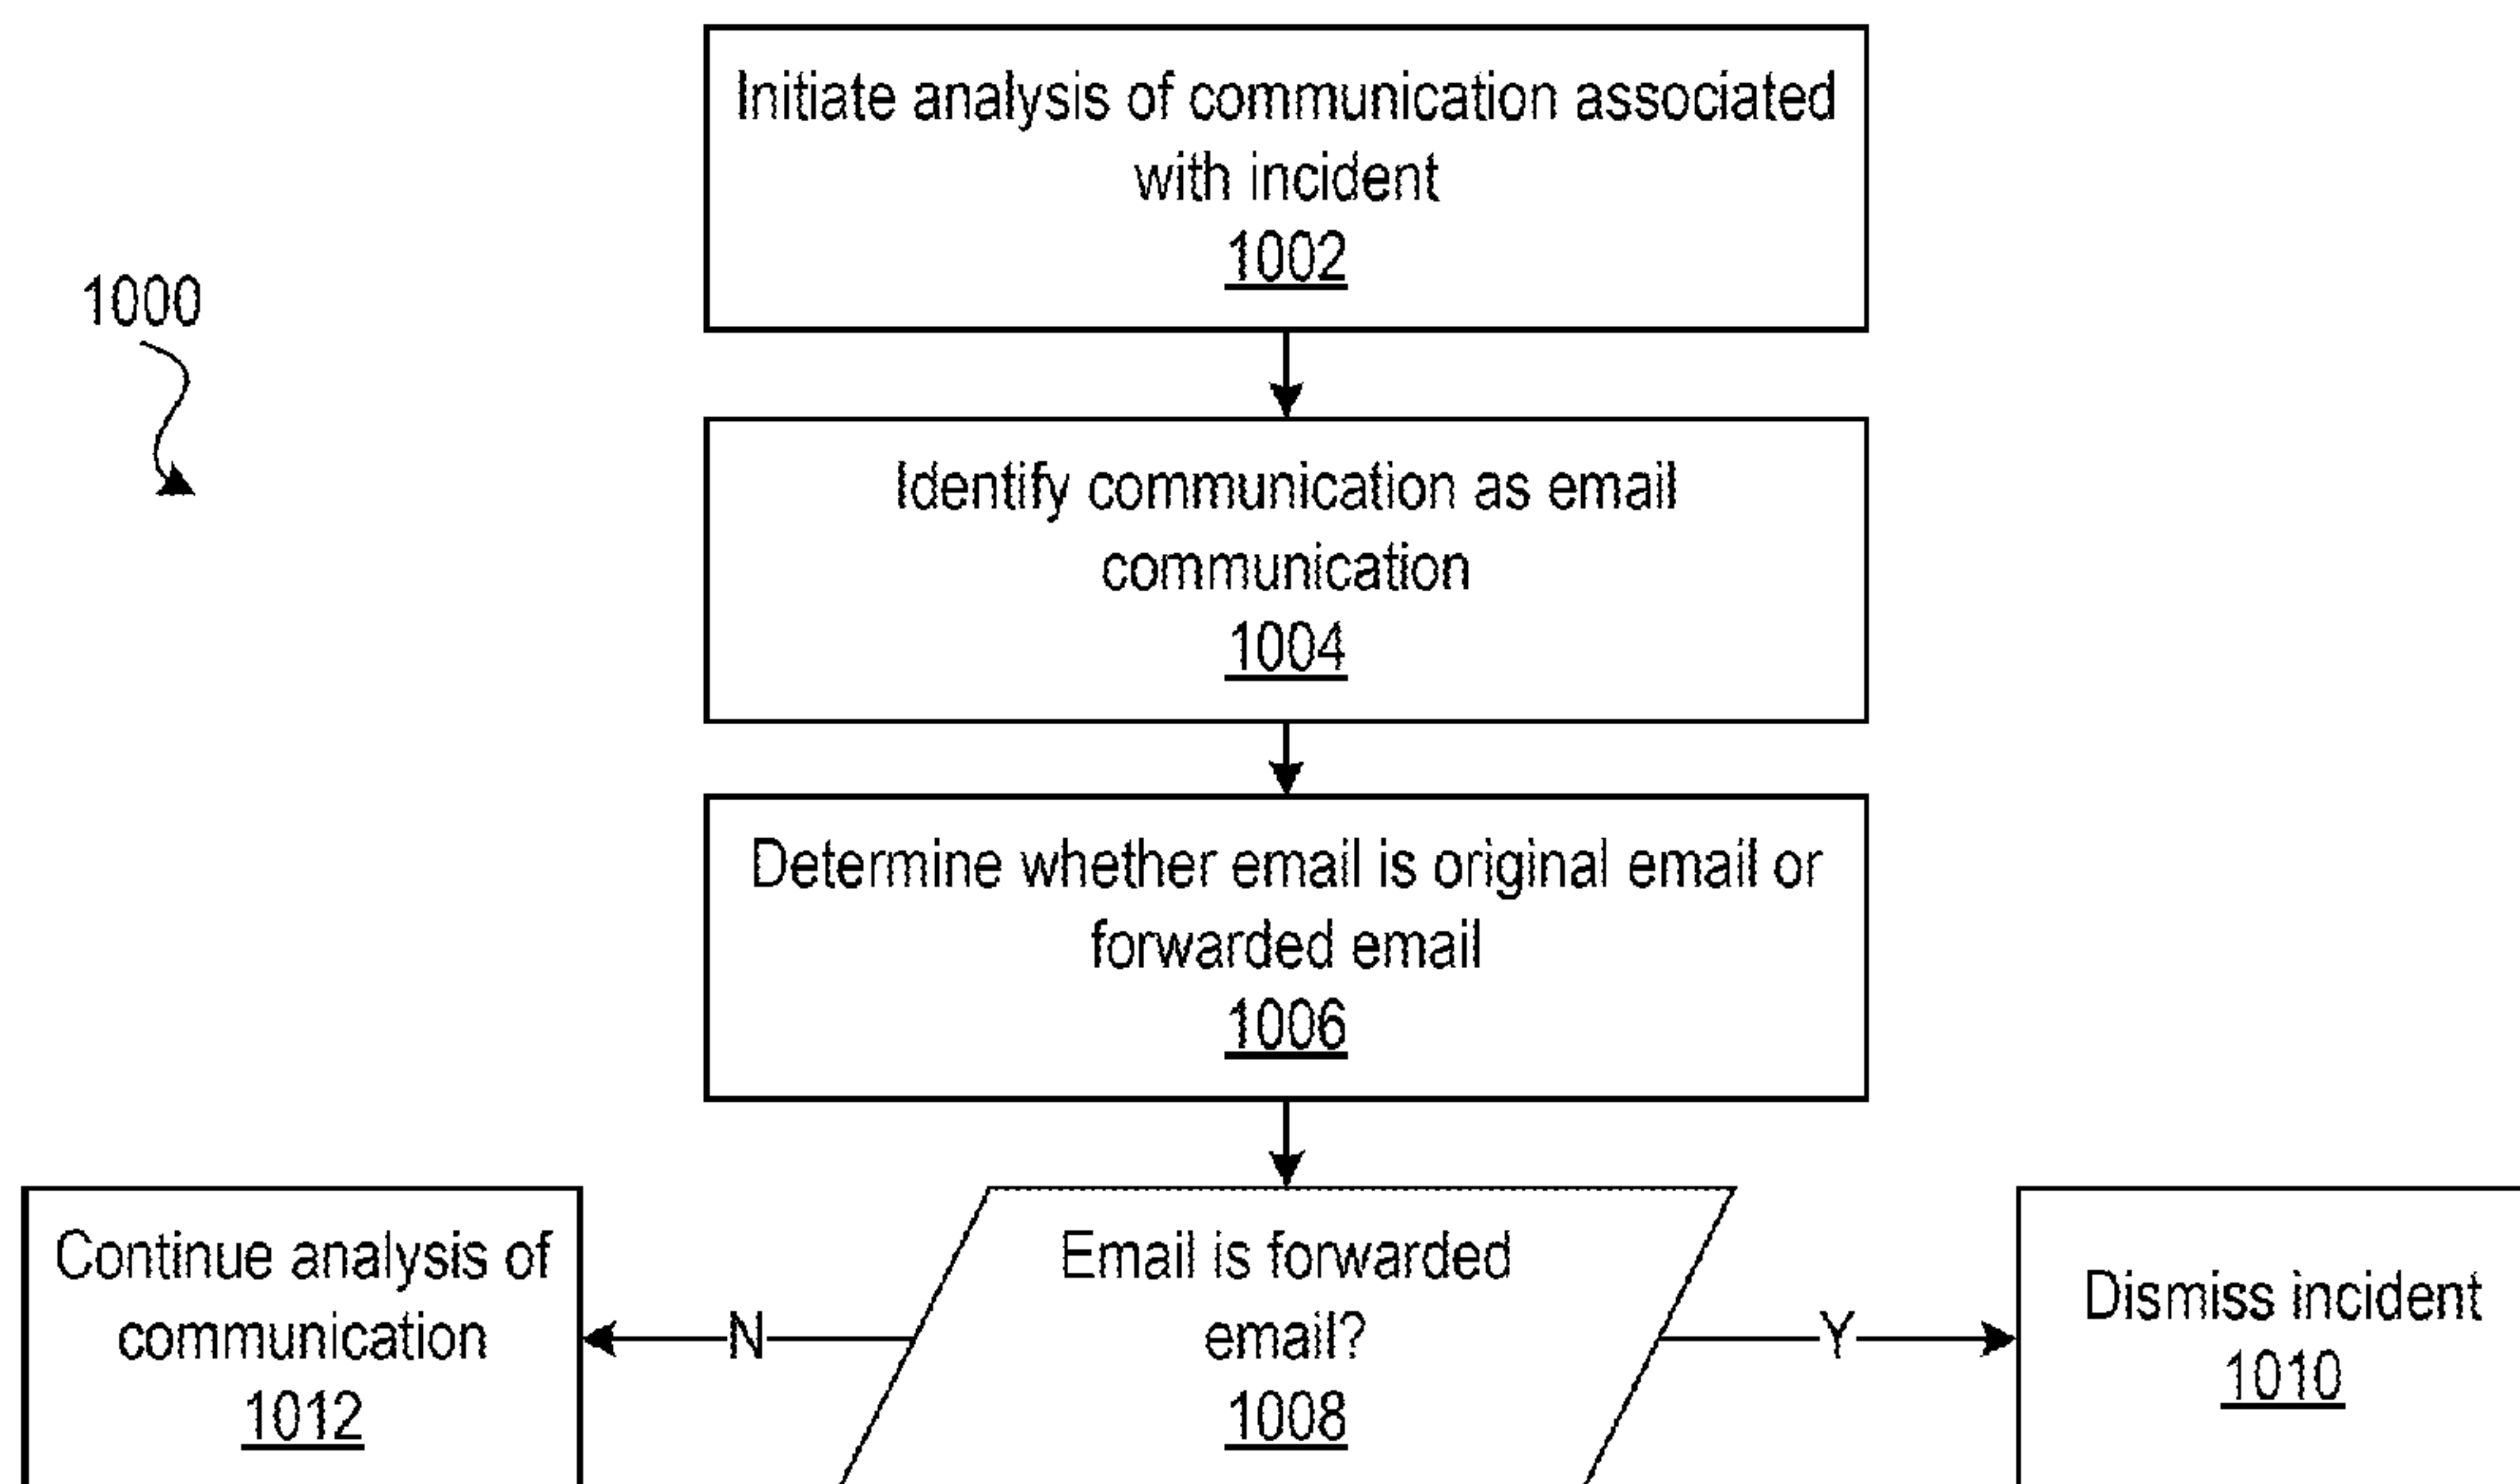 Initiate analysis of communication associated
with incident
1002
1000
Identify communication as email
communication
1004
Determine whether email is original email or
forwarded email
1006
Continue analysis of
communication
1012
N
Email is forwarded
email?
1008
Y
Dismiss incident
1010